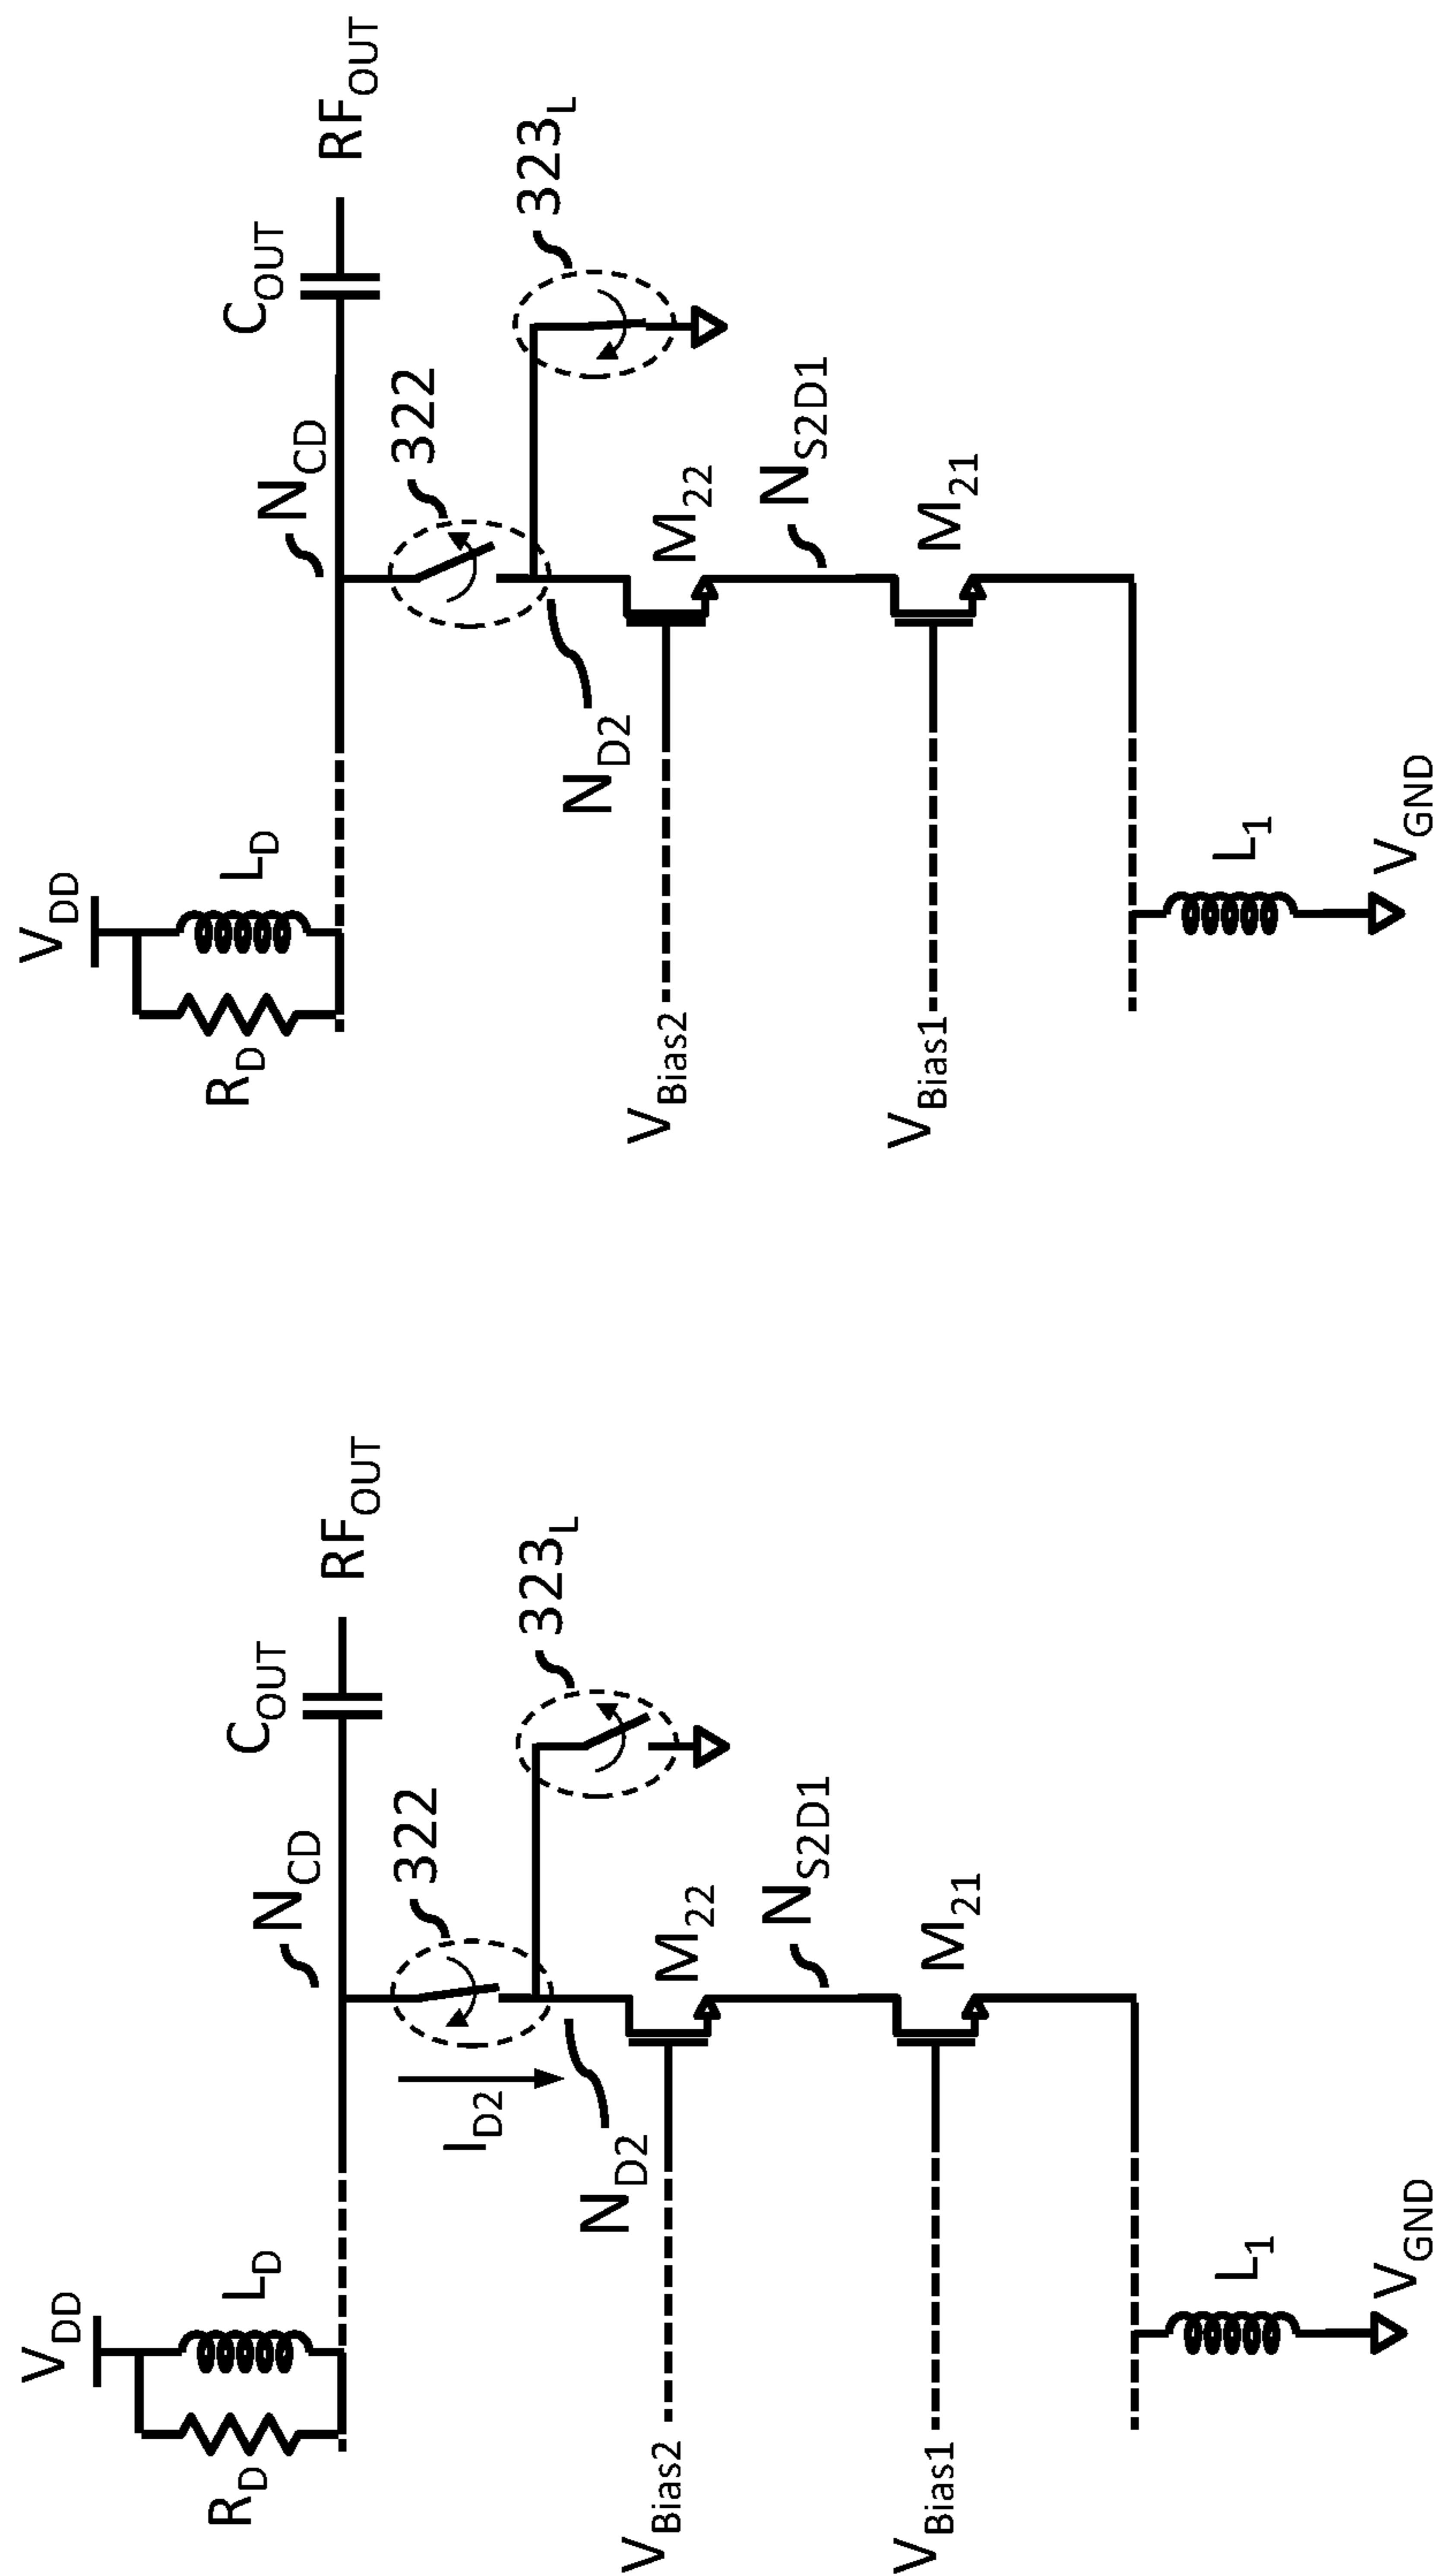 V_DD
R_D
L_D
N_CD
C_OUT
RF_OUT
322
323_L
I_D2
N_D2
M_22
V_Bias2
N_S2D1
M_21
V_Bias1
L_1
V_GND
V_DD
R_D
L_D
N_CD
C_OUT
RF_OUT
322
323_L
N_D2
M_22
V_Bias2
N_S2D1
M_21
V_Bias1
L_1
V_GND